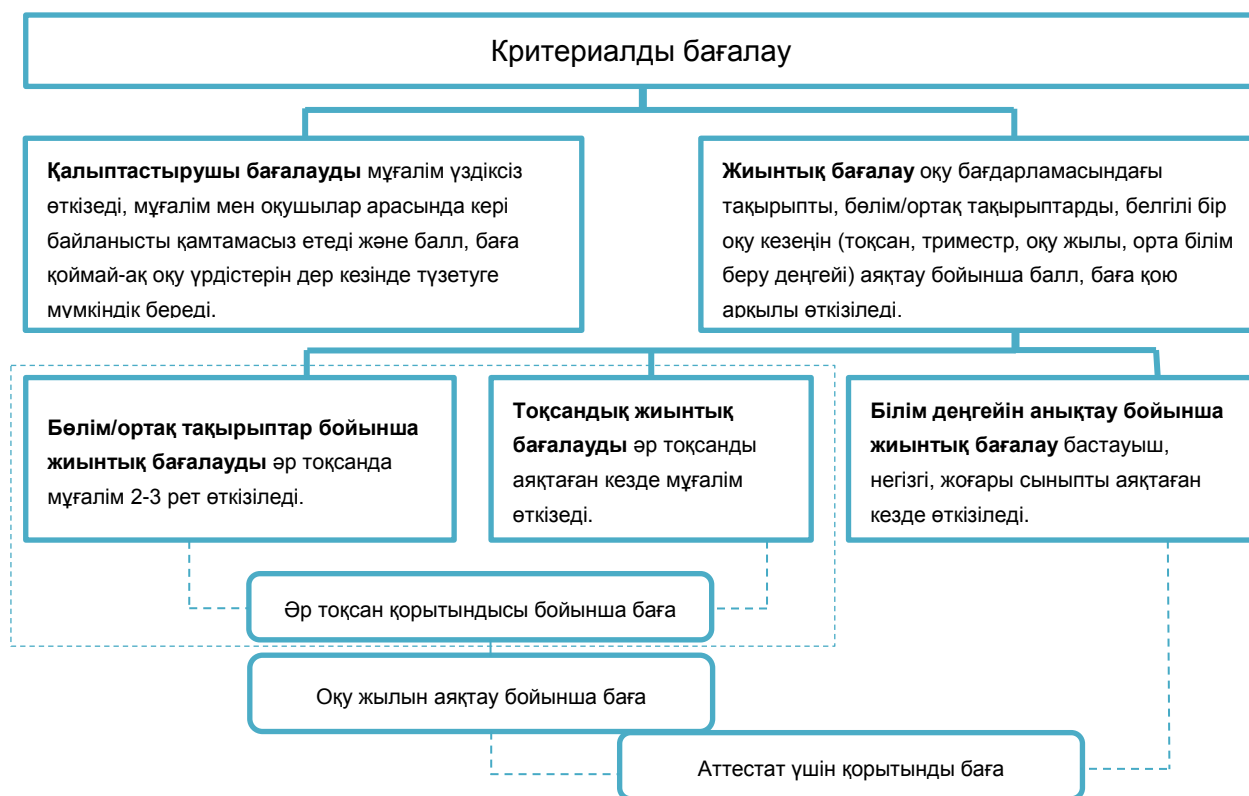 Критериалды бағалау
Қалыптастырушы бағалауды мұғалім үздіксіз
өткізеді, мұғалім мен оқушылар арасында кері
байланысты қамтамасыз етеді және балл, баға
қоймай-ақ оқу үрдістерін дер кезінде түзетуге
мүмкіндік береді.
Жиынтық бағалау оқу бағдарламасындағы
тақырыпты, бөлім/ортақ тақырыптарды, белгілі бір
оқу кезеңін (тоқсан, триместр, оқу жылы, орта білім
беру деңгейі) аяқтау бойынша балл, баға қою
арқылы өткізіледі.
Бөлім/ортақ тақырыптар бойынша
жиынтық бағалауды әр тоқсанда
мұғалім 2-3 рет өткізіледі.
Тоқсандық жиынтық
бағалауды әр тоқсанды
аяқтаған кезде мұғалім
өткізеді.
Білім деңгейін анықтау бойынша
жиынтық бағалау бастауыш,
негізгі, жоғары сыныпты аяқтаған
кезде өткізіледі.
Әр тоқсан қорытындысы бойынша баға
Оқу жылын аяқтау бойынша баға
Аттестат үшін қорытынды баға